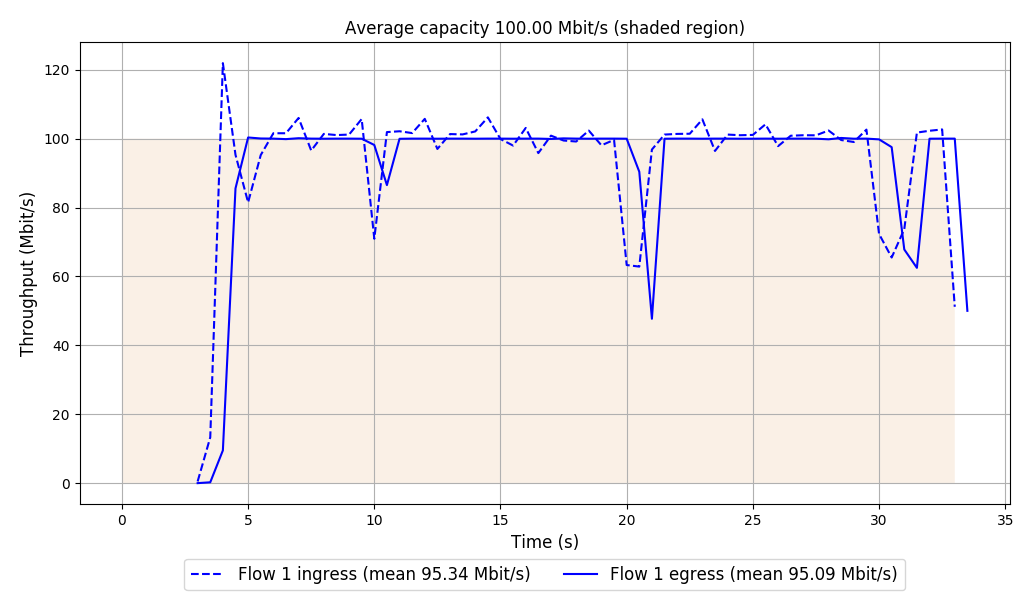 Average capacity 100.00 Mbit/s (shaded region)
Throughput (Mbit/s)
120
100
80
60
40
20
0
0 5 10 15 20 25 30 35
Time (s)
Flow 1 ingress (mean 95.34 Mbit/s) Flow 1 egress (mean 95.09 Mbit/s)